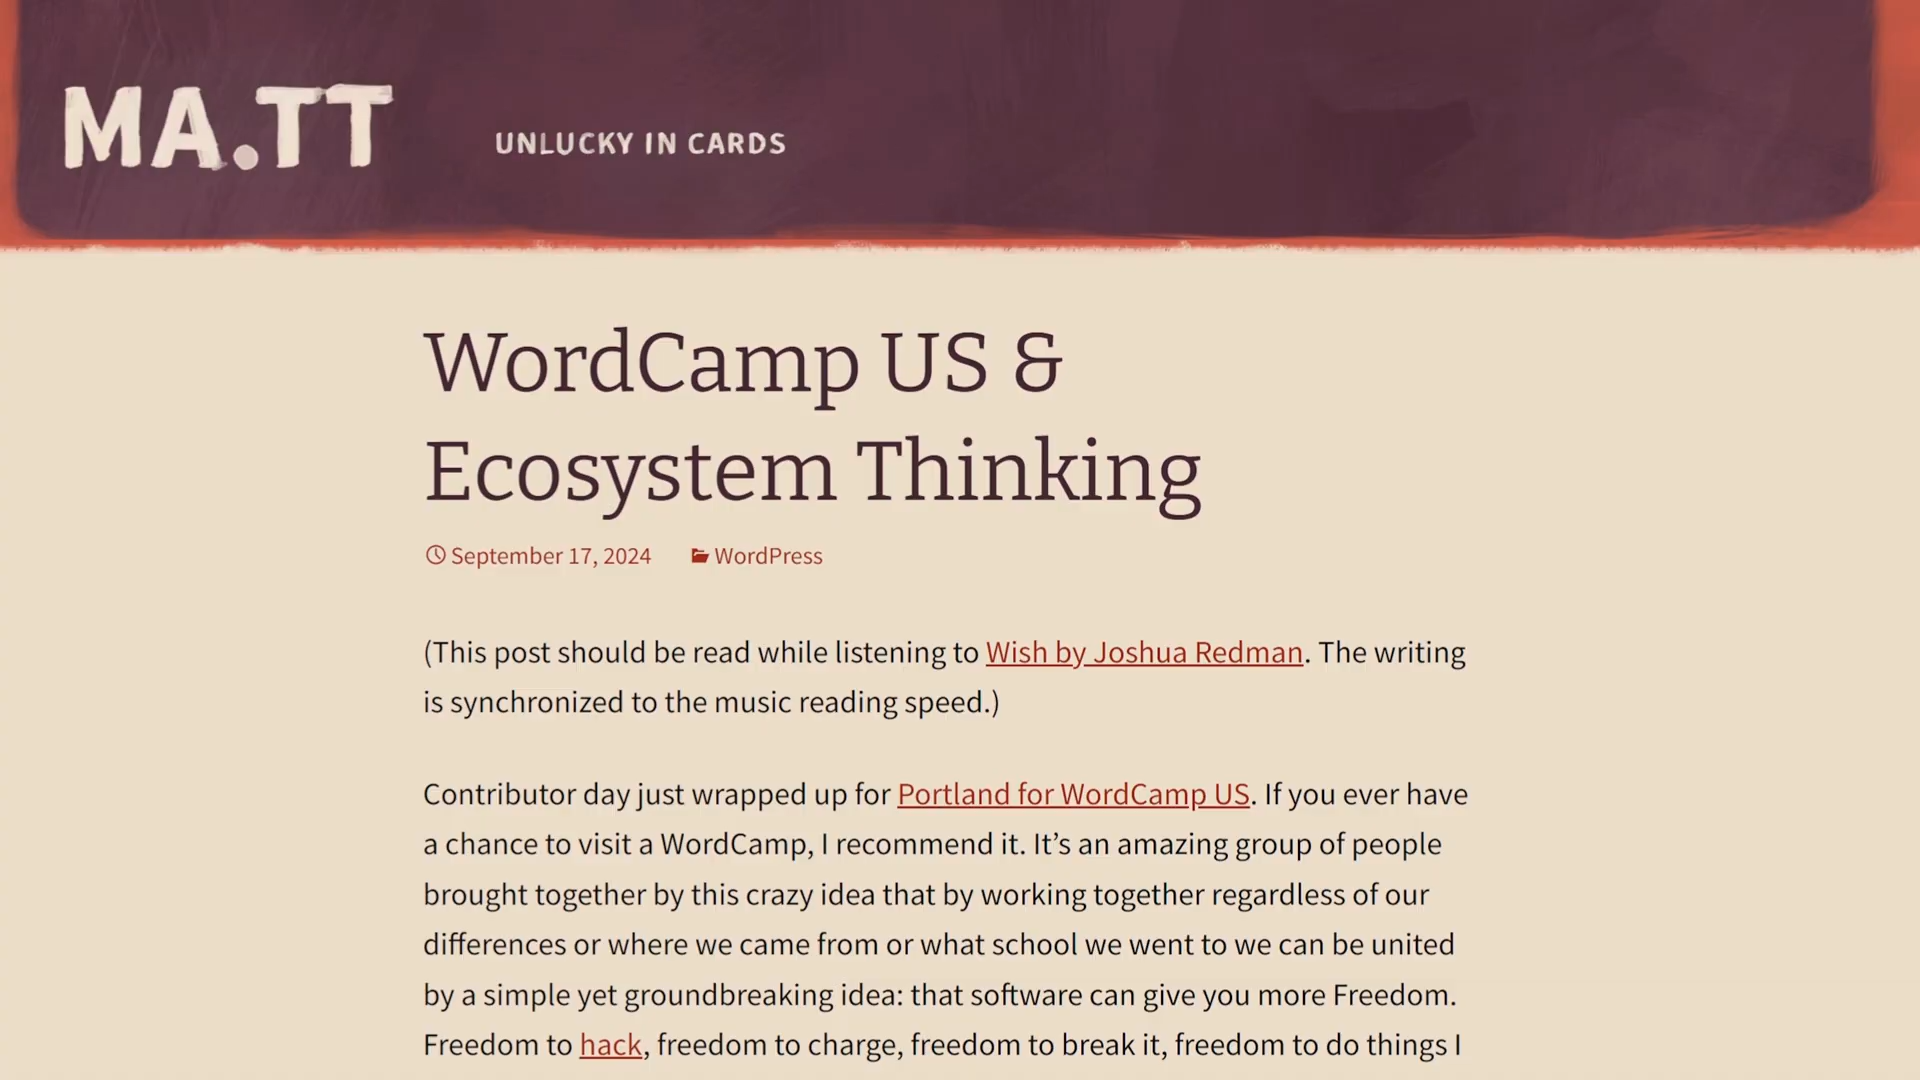 MA.TT
UNLUCKY IN CARDS
WordCamp US &
Ecosystem Thinking
September 17, 2024 WordPress
(This post should be read while listening to Wish by Joshua Redman. The writing
is synchronized to the music reading speed.)
Contributor day just wrapped up for Portland for WordCamp US. If you ever have
a chance to visit a WordCamp, I recommend it. It’s an amazing group of people
brought together by this crazy idea that by working together regardless of our
differences or where we came from or what school we went to we can be united
by a simple yet groundbreaking idea: that software can give you more Freedom.
Freedom to hack, freedom to charge, freedom to break it, freedom to do things I